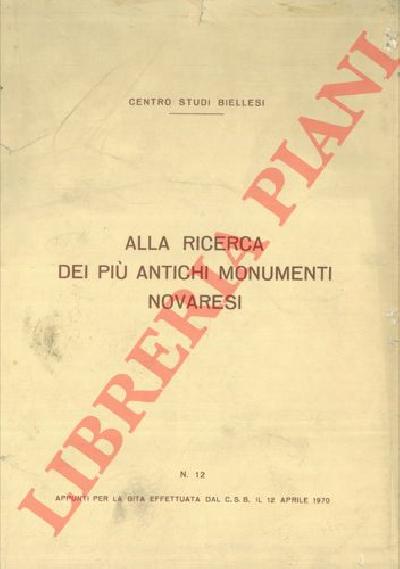 CENTRO STUDI BIELLESI
ALLA RICERCA
DEI PIÙ ANTICHI MONUMENTI
NOVARESI
N. 12
APPUNTI PER LA GITA EFFETTUATA DAL C.S.B. IL 12 APRILE 1970
LIBRERIA PIANI